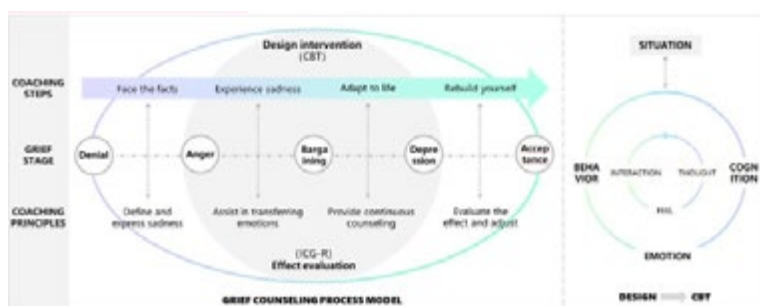 Design intervention
(CBT)
COACHING
STEPS
Face the facts
Experience sadness
Adapt to life
Rebuild yourself
GRIEF
STAGE
Denial
Anger
Barga
ining
Depre
ssion
Accep
tance
COACHING
PRINCIPLES
Define and
express sadness
Assist in transferring
emotions
Provide continuous
counseling
Evaluate the
effect and adjust
(ICG-R)
Effect evaluation
GRIEF COUNSELING PROCESS MODEL
SITUATION
BEHA
VIOR
INTERACTION
THOUGHT
COGN
ITION
FEEL
EMOTION
DESIGN
CBT